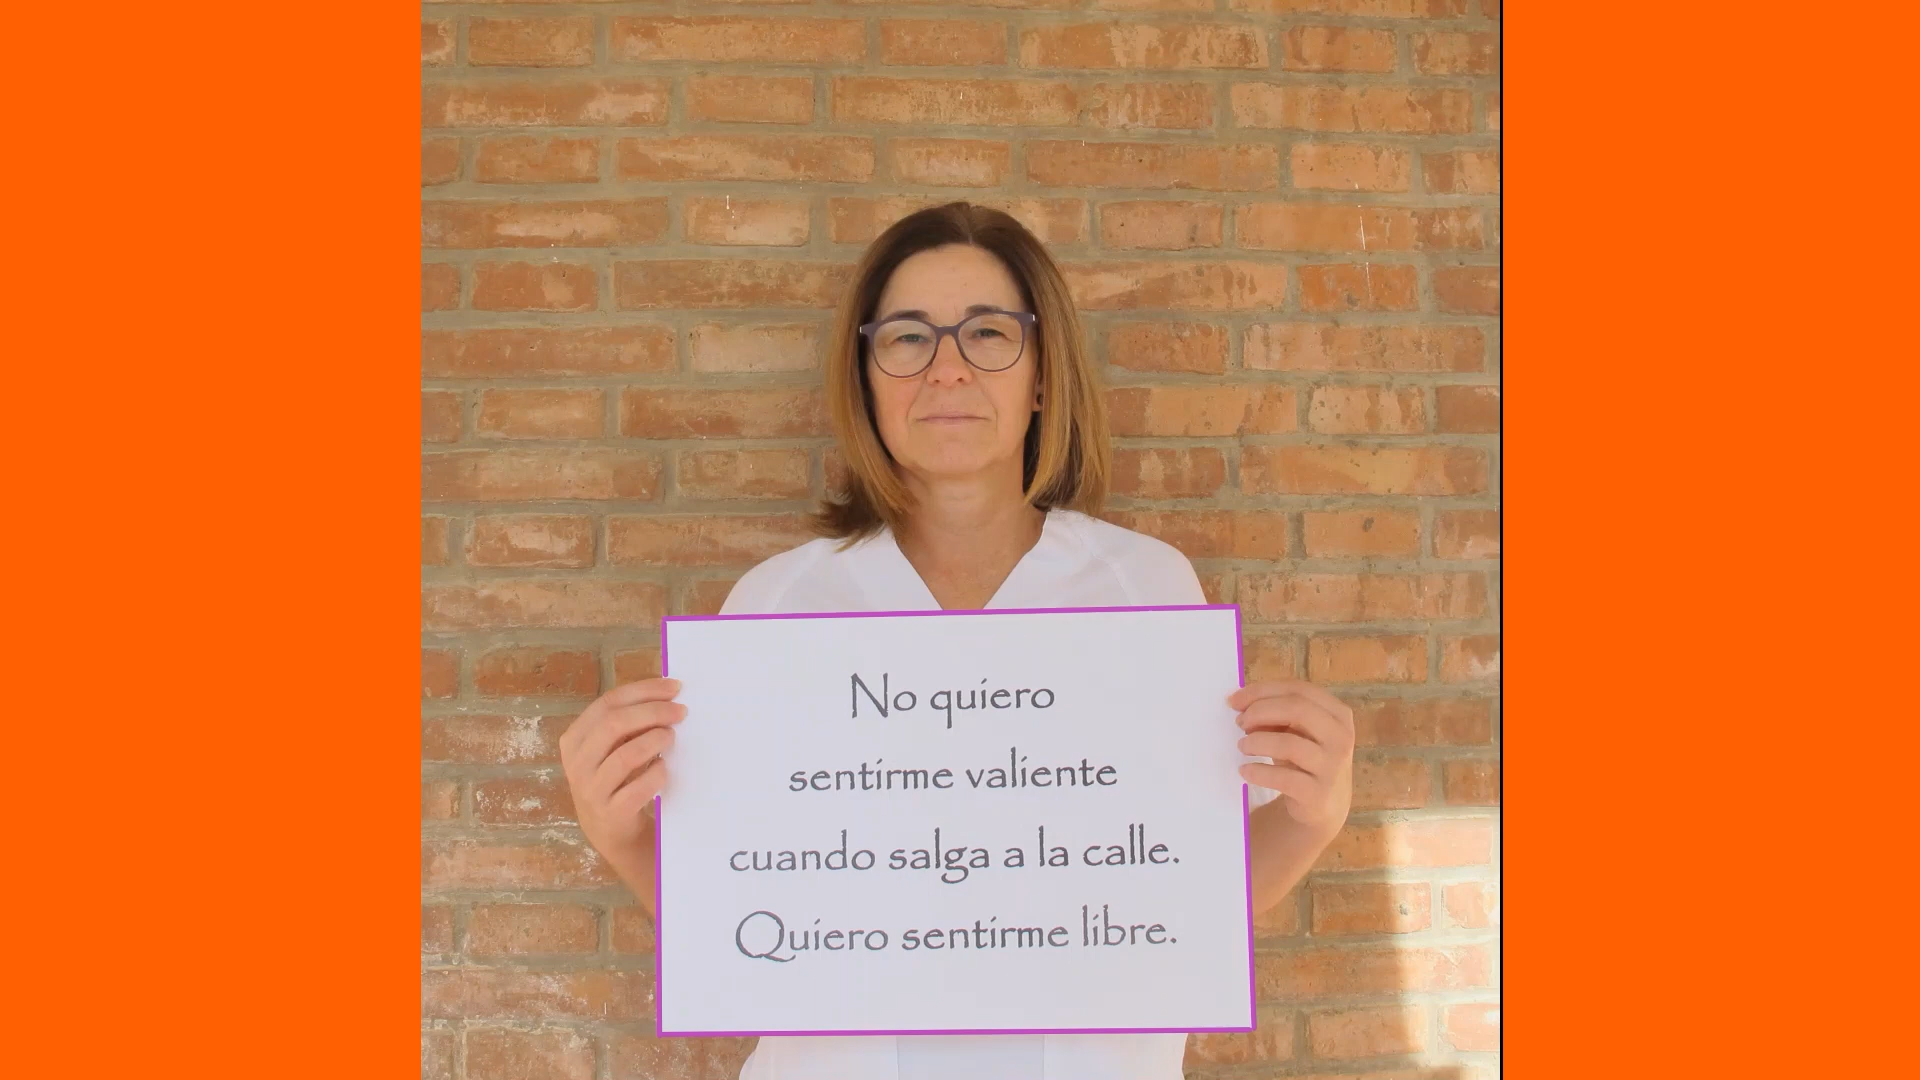 No quiero
sentirme valiente
cuando salga a la calle.
Quiero sentirme libre.